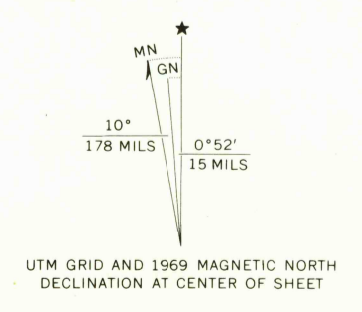 ★
MN
GN
10°
178 MILS
0°52′
15 MILS
UTM GRID AND 1969 MAGNETIC NORTH
DECLINATION AT CENTER OF SHEET